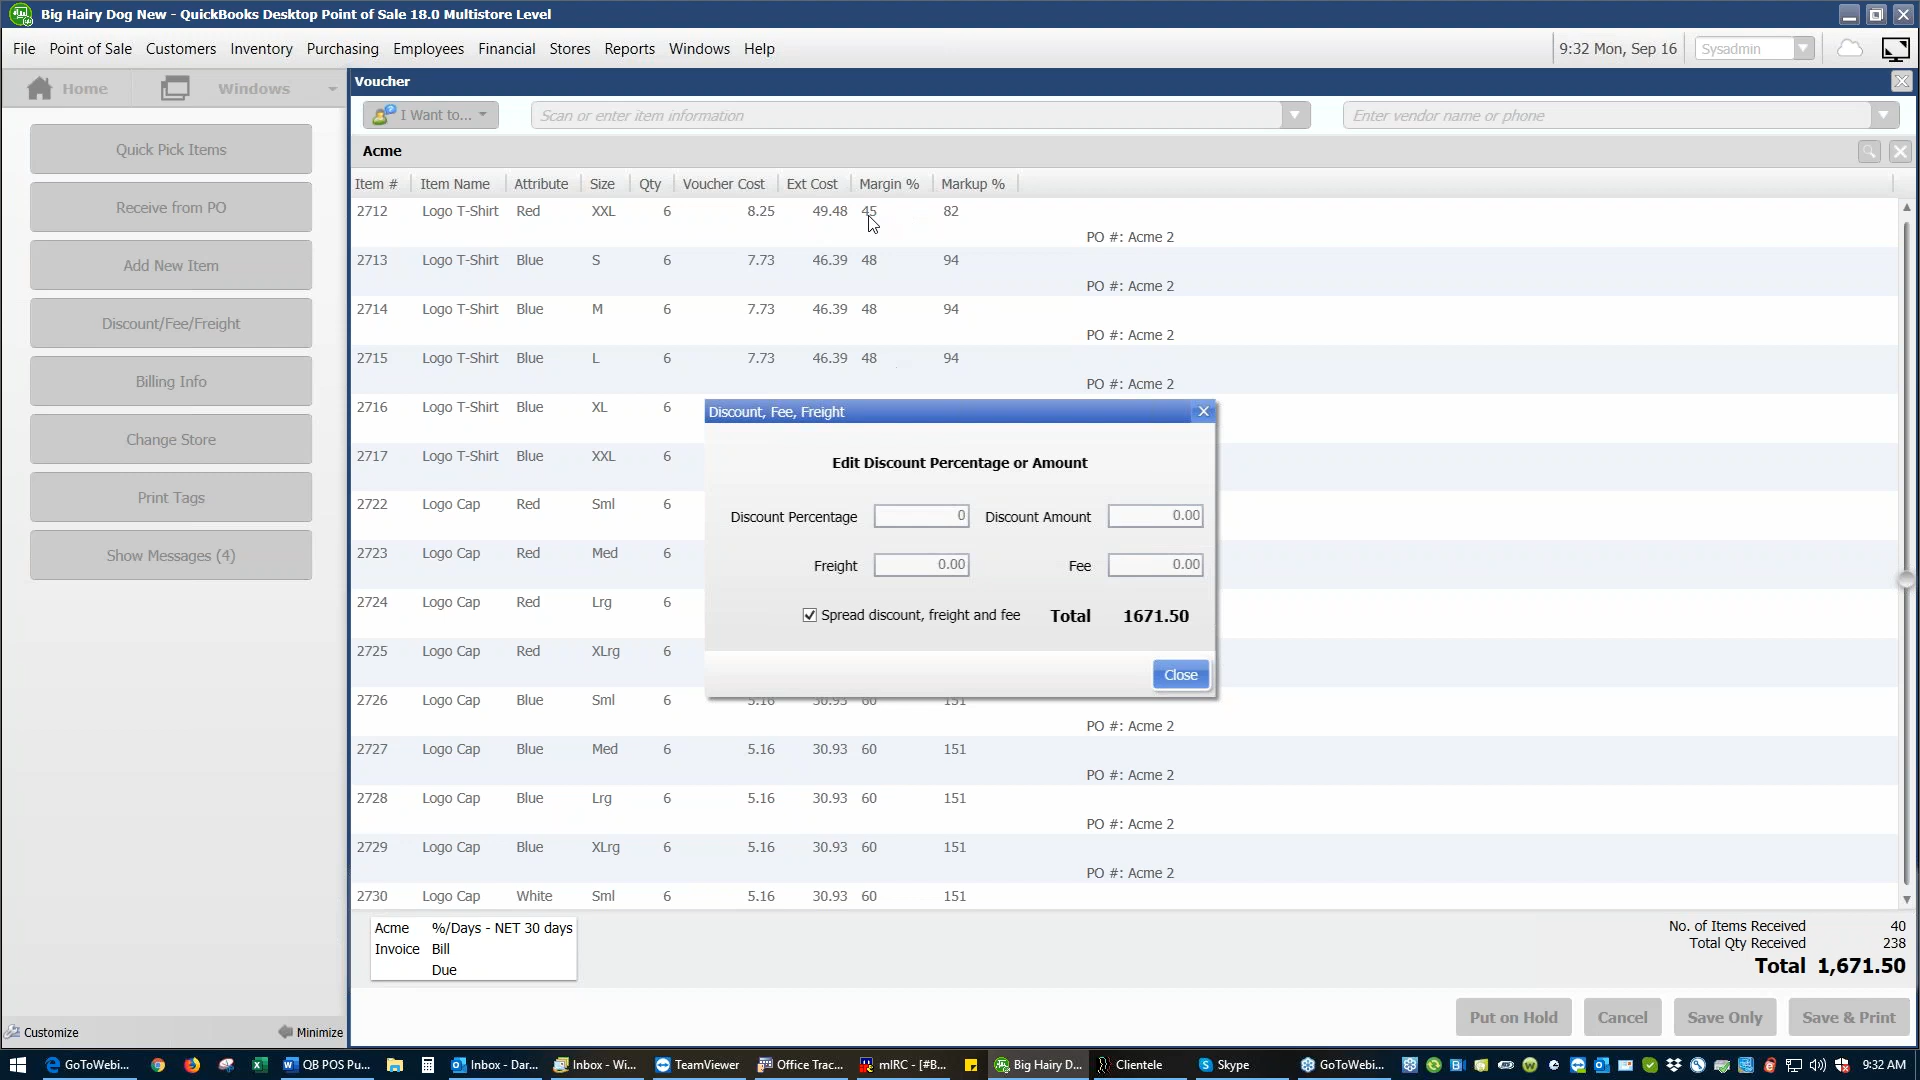 Big Hairy Dog New - QuickBooks Desktop Point of Sale 18.0 Multistore Level
File Point of Sale Customers Inventory Purchasing Employees Financial Stores Reports Windows Help
9:32 Mon, Sep 16 Sysadmin
Home Windows
Voucher
I Want to... Scan or enter item information Enter vendor name or phone
Quick Pick Items
Receive from PO
Add New Item
Discount/Fee/Freight
Billing Info
Change Store
Print Tags
Show Messages (4)
Acme
Item # Item Name Attribute Size Qty Voucher Cost Ext Cost Margin % Markup %
2712 Logo T-Shirt Red XXL 6 8.25 49.48 45 82
PO #: Acme 2
2713 Logo T-Shirt Blue S 6 7.73 46.39 48 94
PO #: Acme 2
2714 Logo T-Shirt Blue M 6 7.73 46.39 48 94
PO #: Acme 2
2715 Logo T-Shirt Blue L 6 7.73 46.39 48 94
PO #: Acme 2
2716 Logo T-Shirt Blue XL 6
2717 Logo T-Shirt Blue XXL 6
2722 Logo Cap Red Sml 6
2723 Logo Cap Red Med 6
2724 Logo Cap Red Lrg 6
2725 Logo Cap Red XLrg 6
2726 Logo Cap Blue Sml 6 5.16 30.93 60 151
PO #: Acme 2
2727 Logo Cap Blue Med 6 5.16 30.93 60 151
PO #: Acme 2
2728 Logo Cap Blue Lrg 6 5.16 30.93 60 151
PO #: Acme 2
2729 Logo Cap Blue XLrg 6 5.16 30.93 60 151
PO #: Acme 2
2730 Logo Cap White Sml 6 5.16 30.93 60 151
Discount, Fee, Freight
Edit Discount Percentage or Amount
Discount Percentage 0 Discount Amount 0.00
Freight 0.00 Fee 0.00
Spread discount, freight and fee Total 1671.50
Close
Acme %/Days - NET 30 days
Invoice Bill
Due
No. of Items Received 40
Total Qty Received 238
Total 1,671.50
Put on Hold Cancel Save Only Save & Print
Customize Minimize
GoToWebi... QB POS Pu... Inbox - Dar... Inbox - Wi... TeamViewer Office Trac... mIRC - [#B... Big Hairy D... Clientele Skype GoToWebi... 9:32 AM